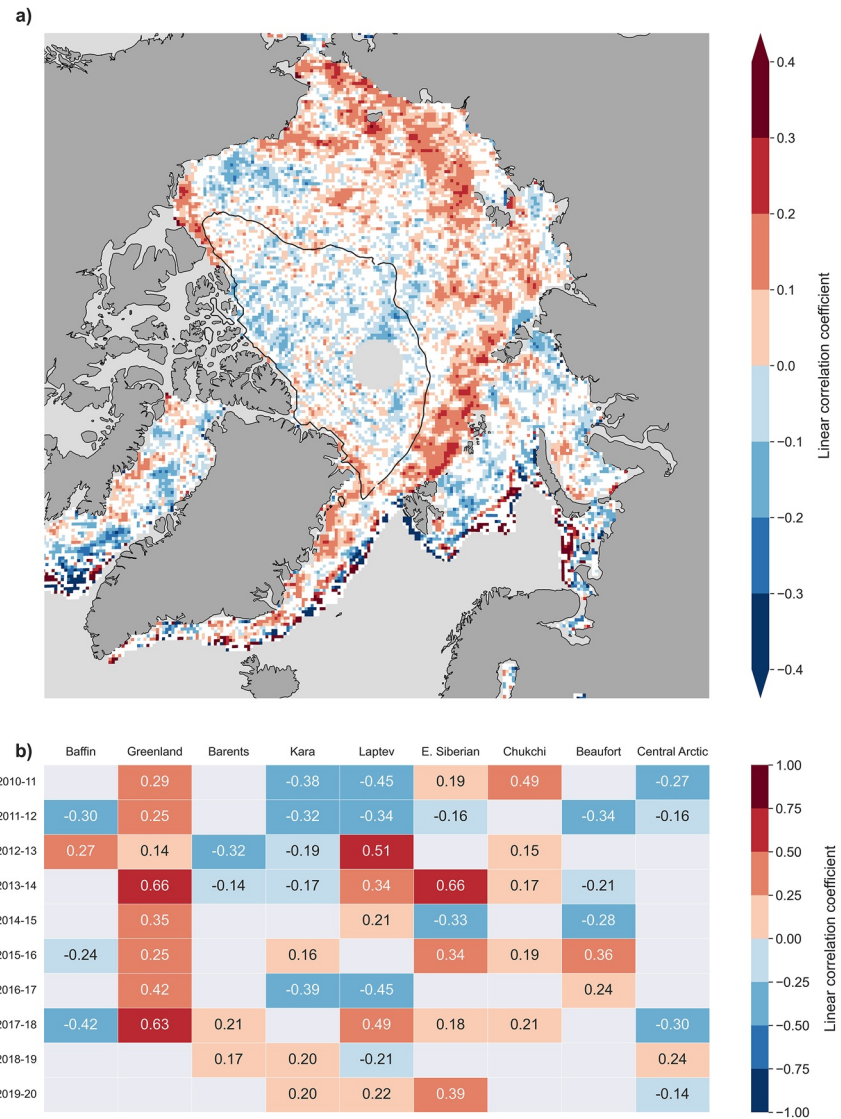 a)
0.4
0.3
0.2
0.1
0.0
−0.1
−0.2
−0.3
−0.4
Linear correlation coefficient
b)
Baffin Greenland Barents Kara Laptev E. Siberian Chukchi Beaufort Central Arctic
2010-11 0.29 -0.38 -0.45 0.19 0.49 -0.27
2011-12 -0.30 0.25 -0.32 -0.34 -0.16 -0.34 -0.16
2012-13 0.27 0.14 -0.32 -0.19 0.51 0.15
2013-14 0.66 -0.14 -0.17 0.34 0.66 0.17 -0.21
2014-15 0.35 0.21 -0.33 -0.28
2015-16 -0.24 0.25 0.16 0.34 0.19 0.36
2016-17 0.42 -0.39 -0.45 0.24
2017-18 -0.42 0.63 0.21 0.49 0.18 0.21 -0.30
2018-19 0.17 0.20 -0.21 0.24
2019-20 0.20 0.22 0.39 -0.14
1.00
0.75
0.50
0.25
0.00
−0.25
−0.50
−0.75
−1.00
Linear correlation coefficient